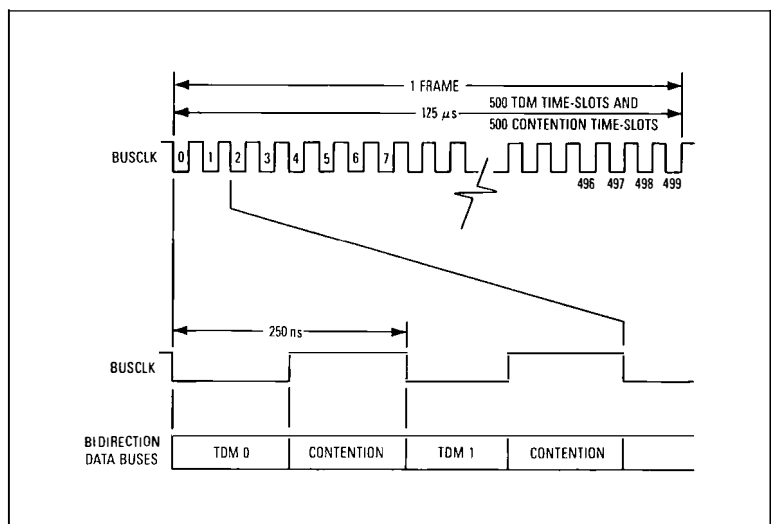 1 FRAME
125 μs
500 TDM TIME-SLOTS AND
500 CONTENTION TIME-SLOTS
BUSCLK
0 1 2 3 4 5 6 7
496 497 498 499
250 ns
BUSCLK
BIDIRECTION
DATA BUSES
TDM 0 CONTENTION TDM 1 CONTENTION